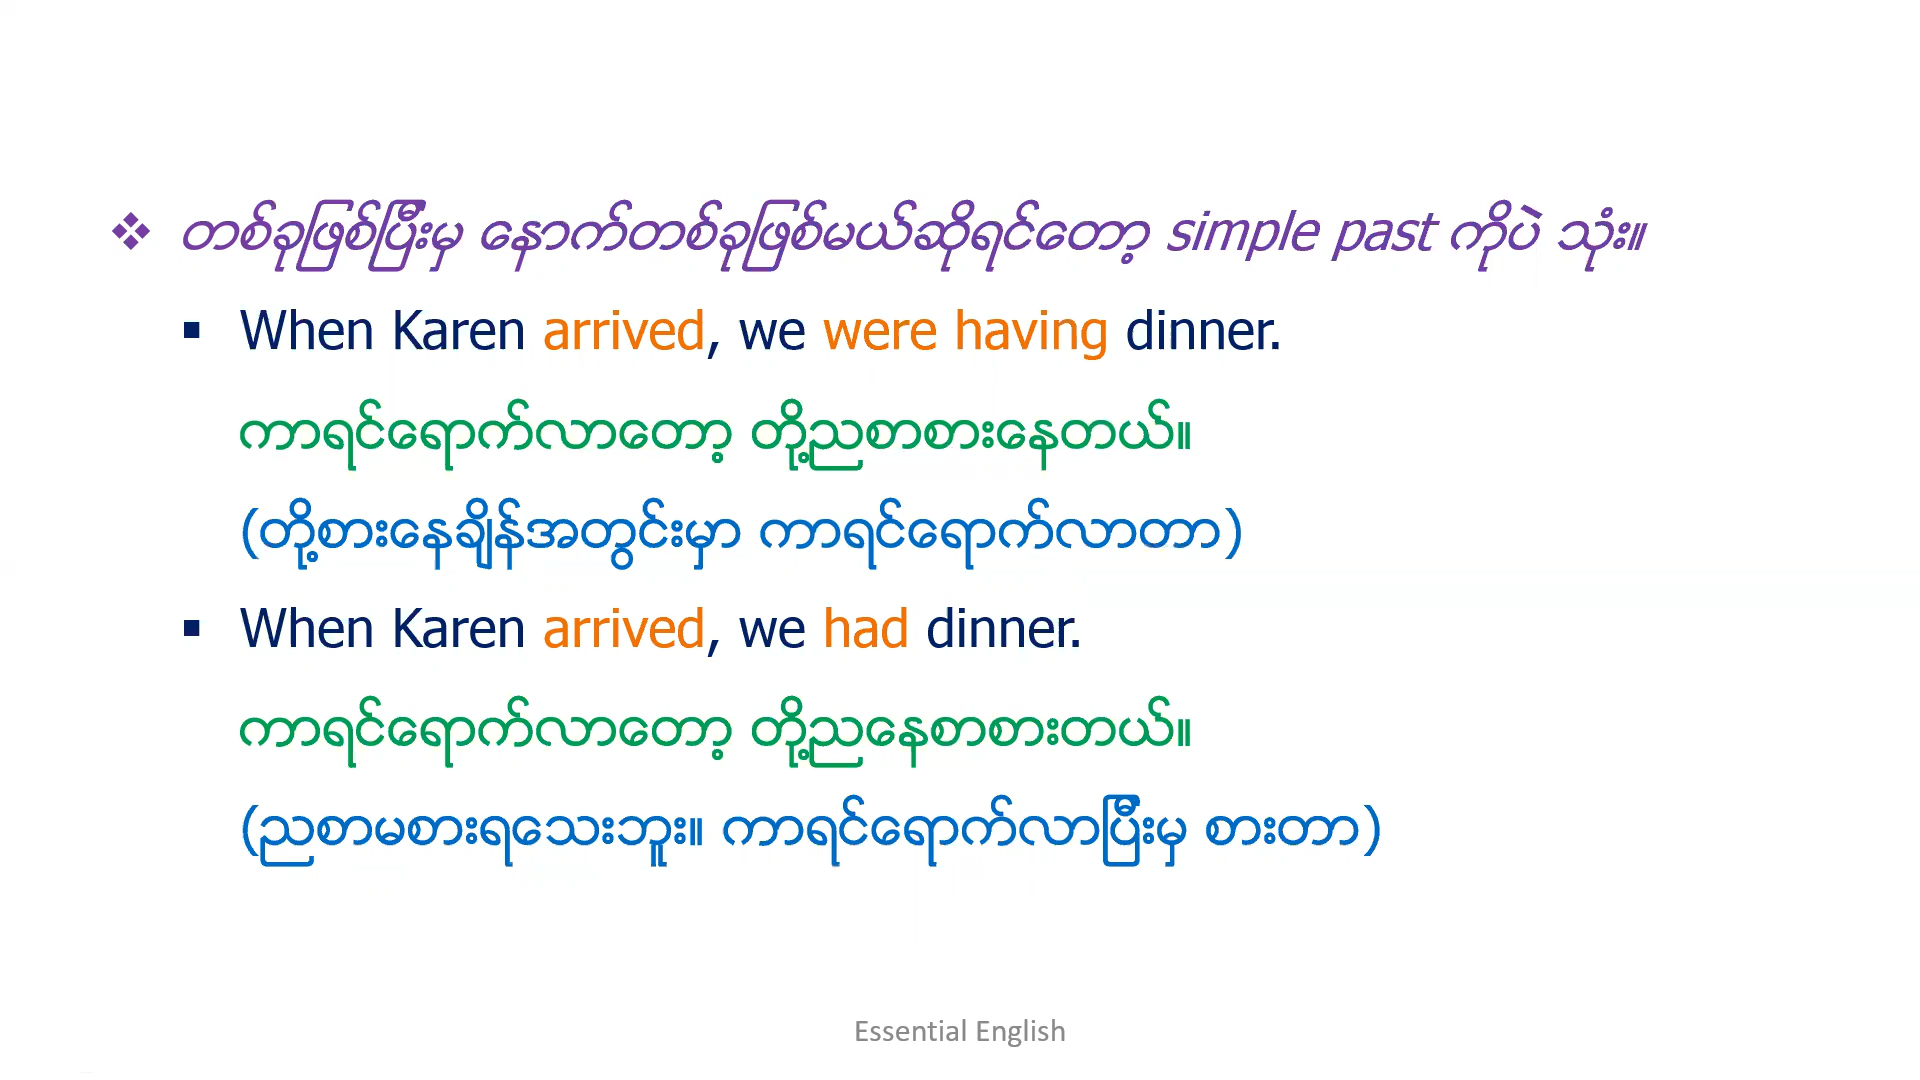 ❖ တစ်ခုဖြစ်ပြီးမှ နောက်တစ်ခုဖြစ်မယ်ဆိုရင်တော့ simple past ကိုပဲ သုံး။
▪ When Karen arrived, we were having dinner.
ကာရင်ရောက်လာတော့ တို့ညစာစားနေတယ်။
(တို့စားနေချိန်အတွင်းမှာ ကာရင်ရောက်လာတာ)
▪ When Karen arrived, we had dinner.
ကာရင်ရောက်လာတော့ တို့ညနေစာစားတယ်။
(ညစာမစားရသေးဘူး။ ကာရင်ရောက်လာပြီးမှ စားတာ)
Essential English